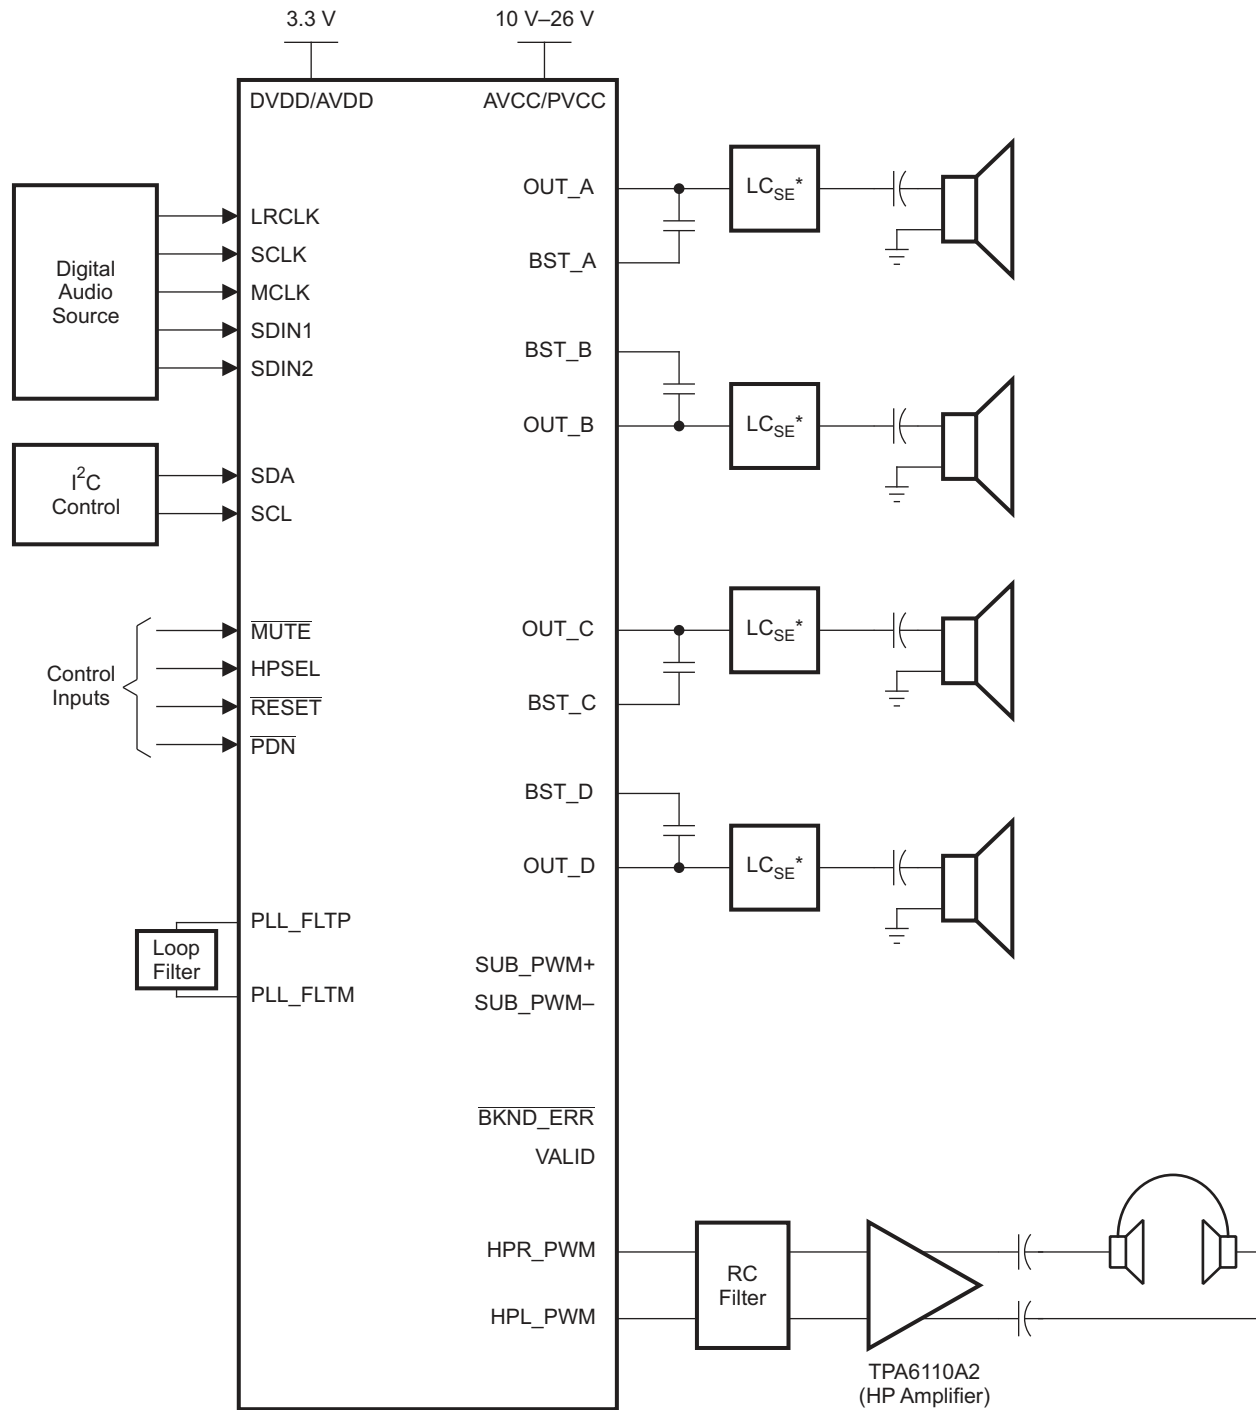 3.3 V
10 V–26 V
DVDD/AVDD
AVCC/PVCC
Digital
Audio
Source
LRCLK
SCLK
MCLK
SDIN1
SDIN2
I2C
Control
SDA
SCL
Control
Inputs
MUTE
HPSEL
RESET
PDN
Loop
Filter
PLL_FLTP
PLL_FLTM
OUT_A
LCSE*
BST_A
BST_B
OUT_B
LCSE*
OUT_C
LCSE*
BST_C
BST_D
OUT_D
LCSE*
SUB_PWM+
SUB_PWM–
BKND_ERR
VALID
HPR_PWM
HPL_PWM
RC
Filter
TPA6110A2
(HP Amplifier)